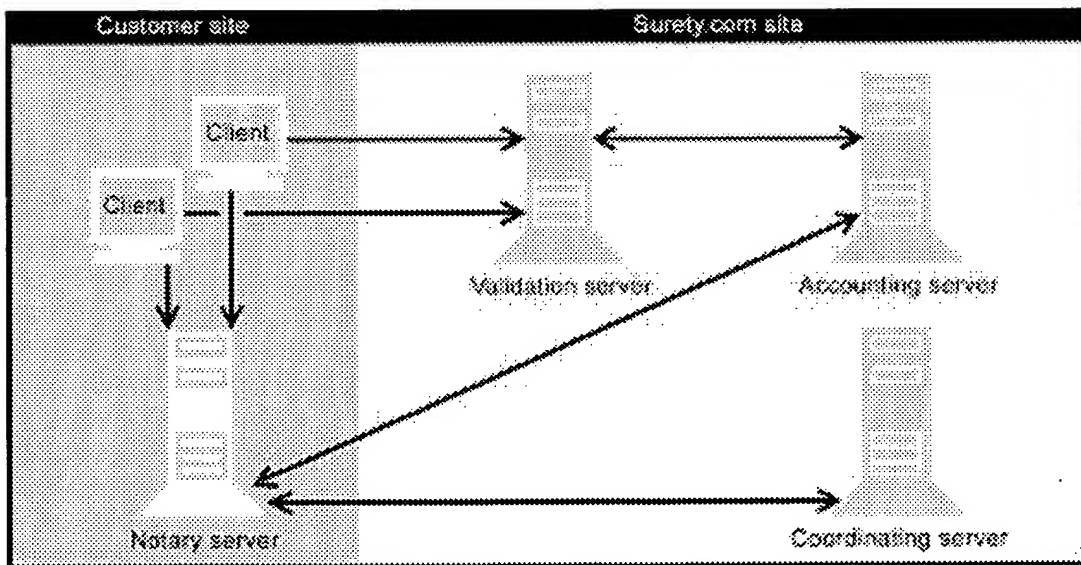 Customer site
Surety.com site
Client
Client
Validation server
Accounting server
Notary server
Coordinating server